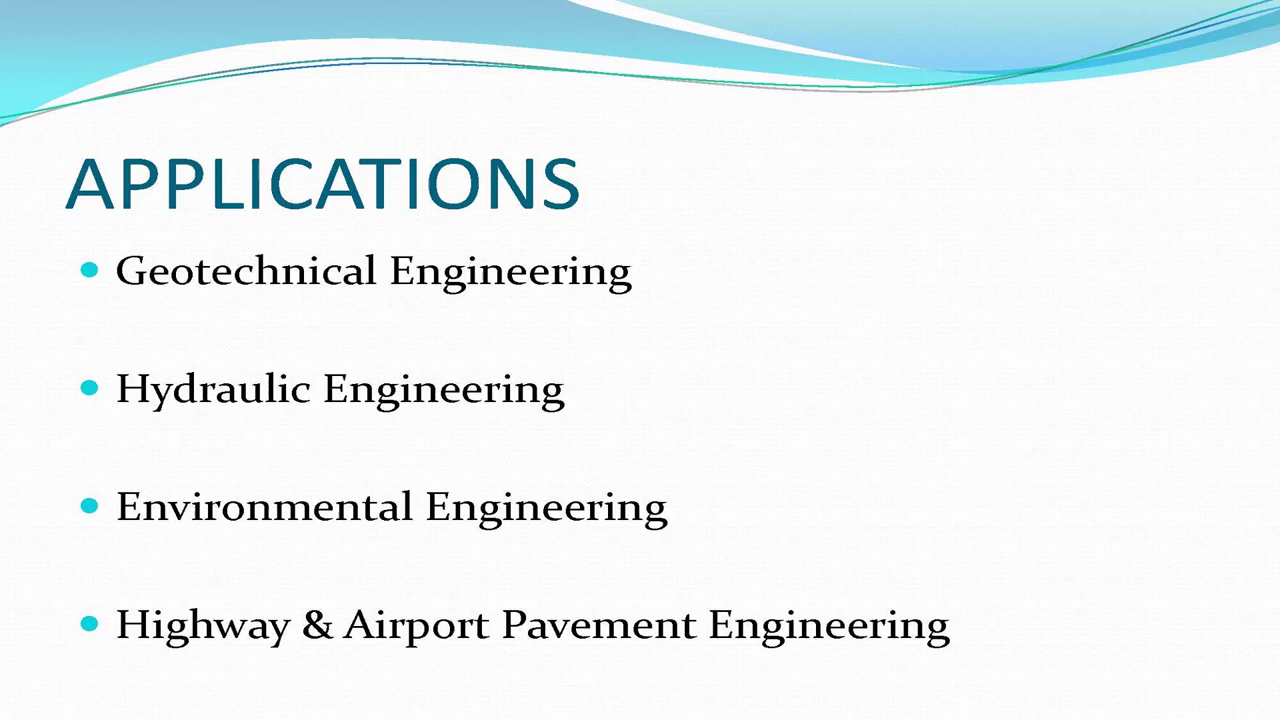 APPLICATIONS
• Geotechnical Engineering
• Hydraulic Engineering
• Environmental Engineering
• Highway & Airport Pavement Engineering